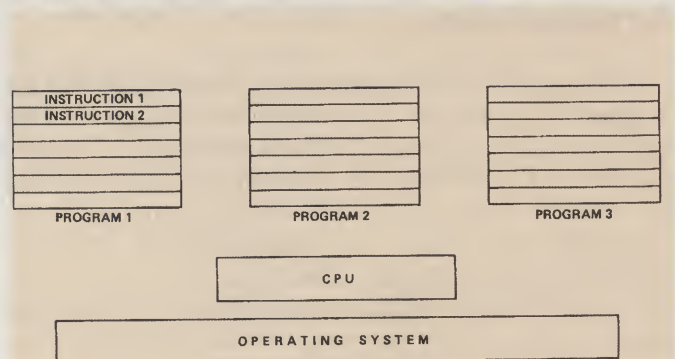 INSTRUCTION 1
INSTRUCTION 2
PROGRAM 1
PROGRAM 2
PROGRAM 3
CPU
OPERATING SYSTEM